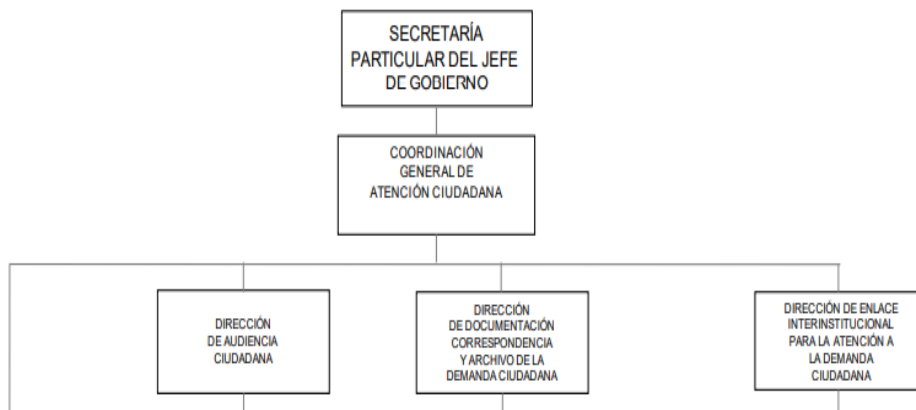 SECRETARÍA
PARTICULAR DEL JEFE
DE GOBIERNO
COORDINACIÓN
GENERAL DE
ATENCIÓN CIUDADANA
DIRECCIÓN
DE AUDIENCIA
CIUDADANA
DIRECCIÓN
DE DOCUMENTACIÓN
CORRESPONDENCIA
Y ARCHIVO DE LA
DEMANDA CIUDADANA
DIRECCIÓN DE ENLACE
INTERINSTITUCIONAL
PARA LA ATENCIÓN A
LA DEMANDA
CIUDADANA